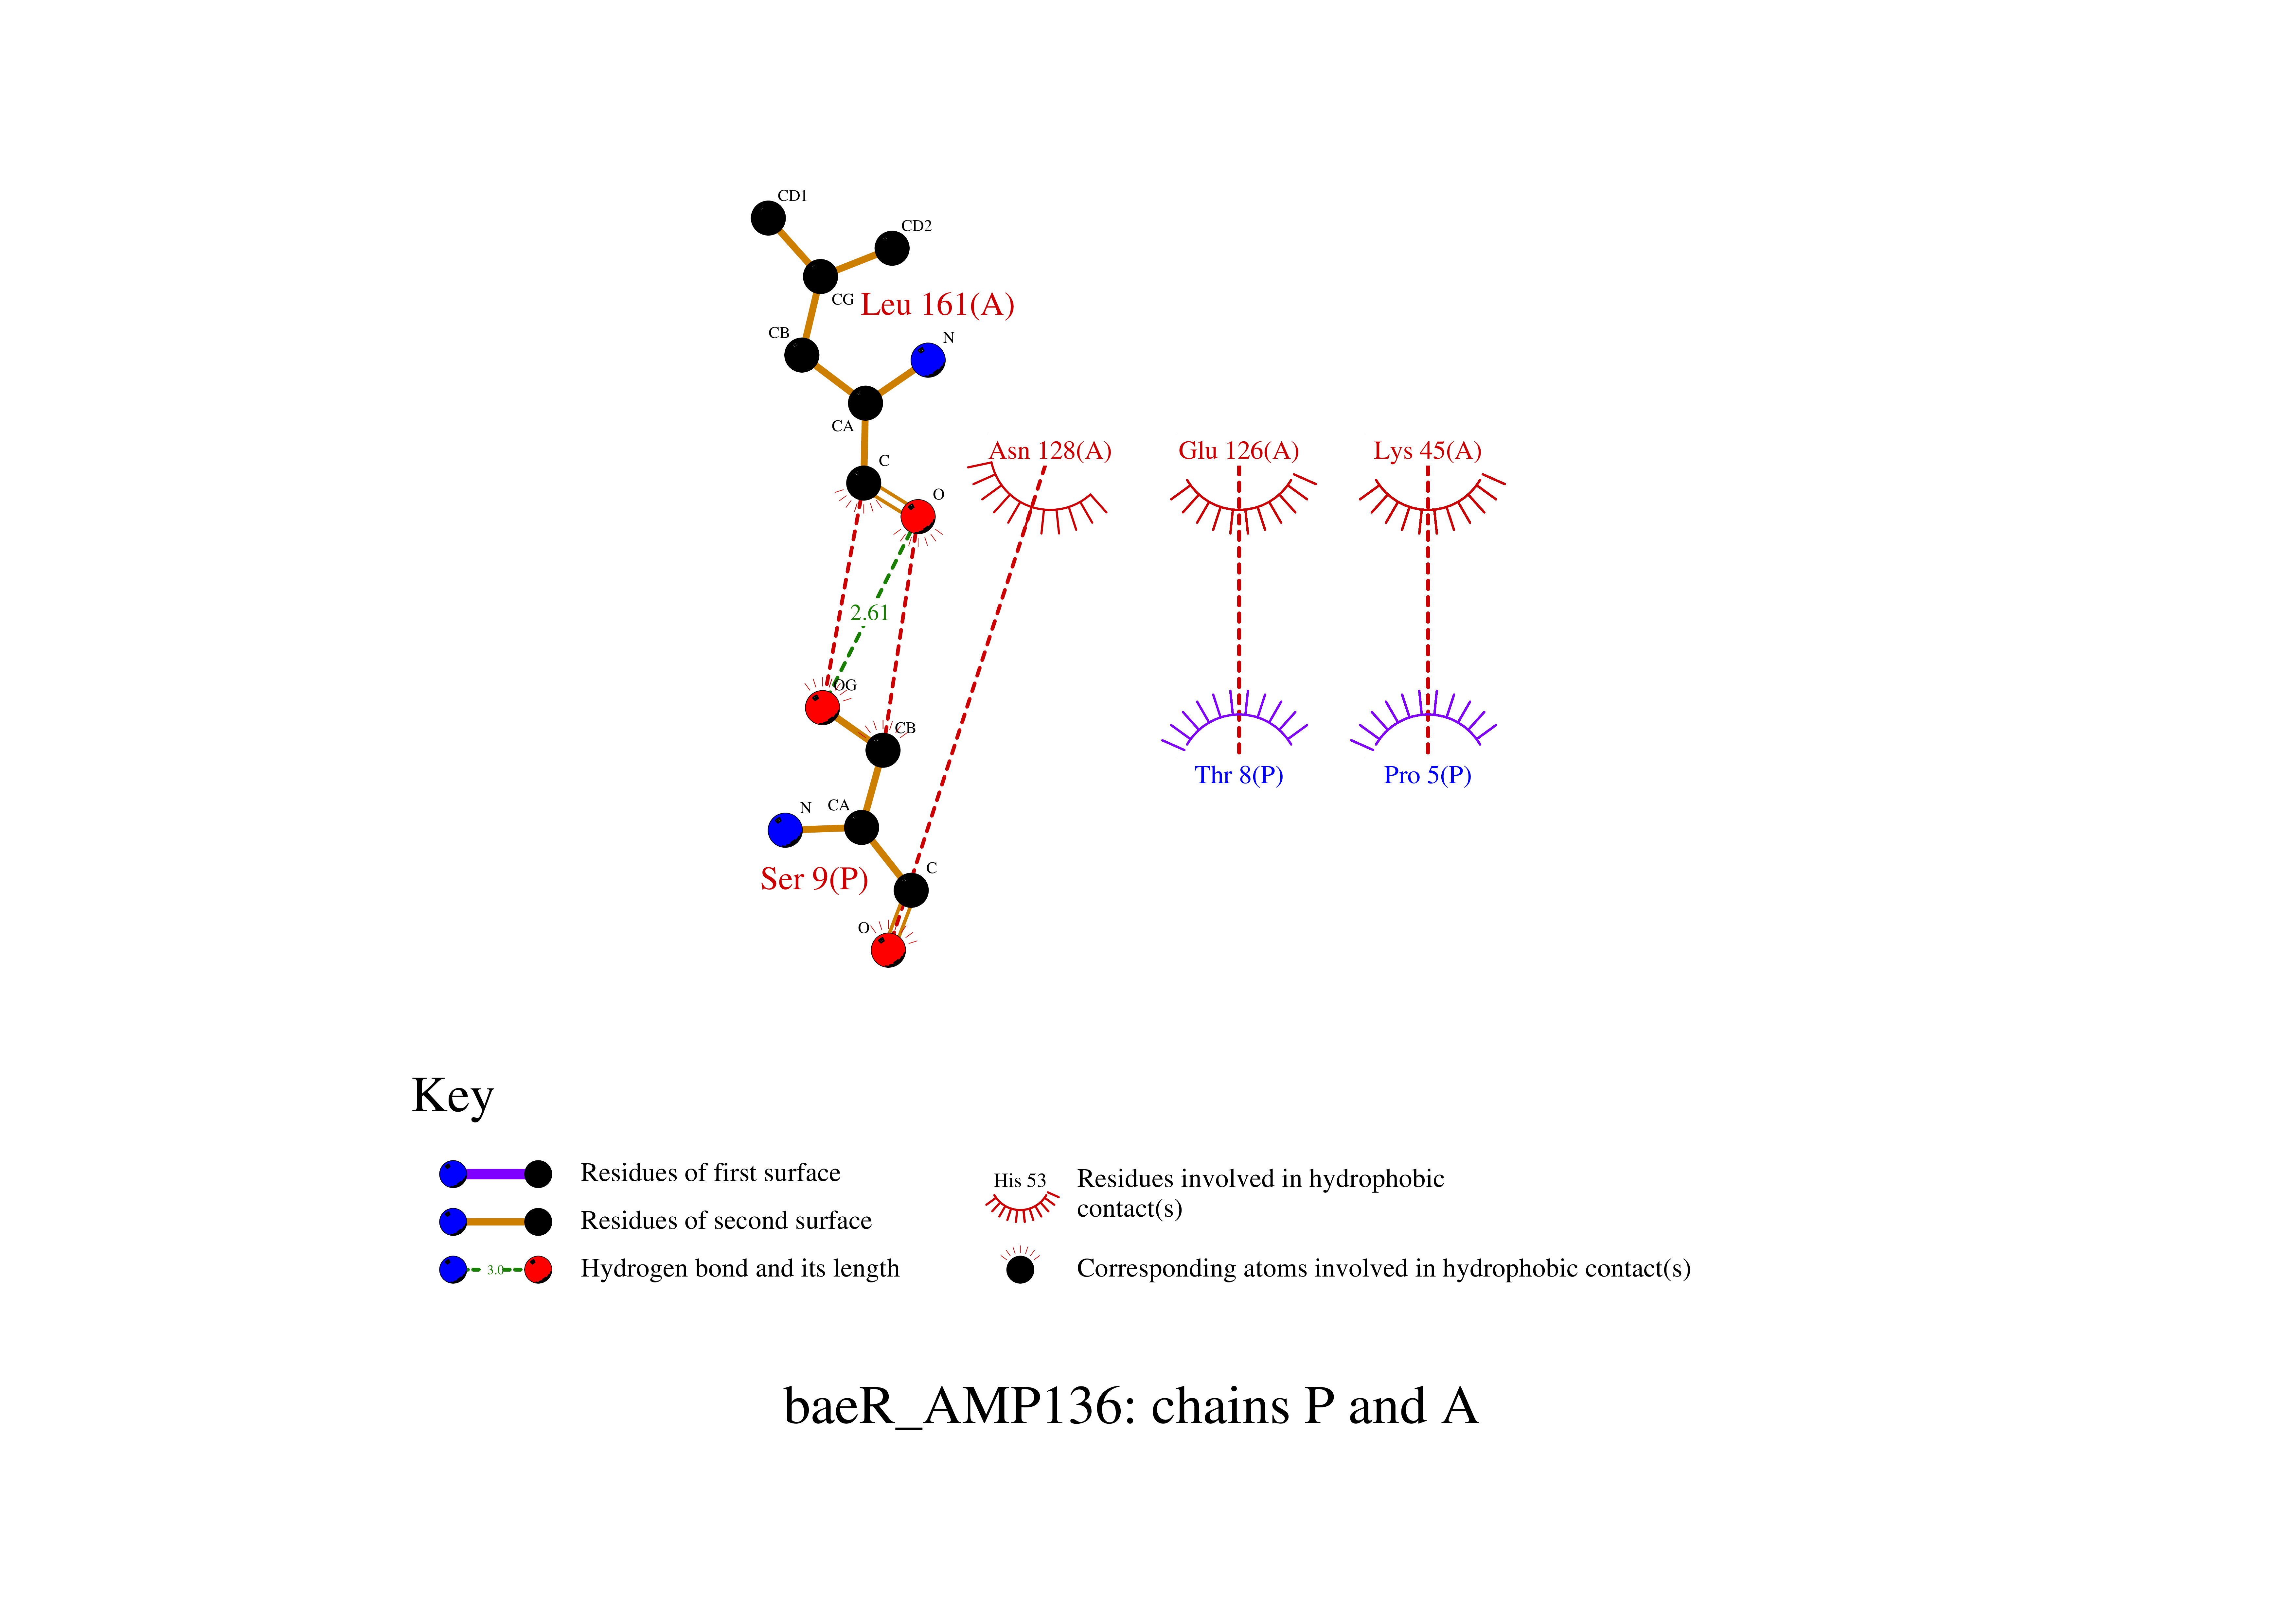 CD1
CD2
CG
Leu 161(A)
CB
N
CA
C
O
Asn 128(A)
Glu 126(A)
Lys 45(A)
2.61
OG
CB
Thr 8(P)
Pro 5(P)
N
CA
C
Ser 9(P)
O
Key
Residues of first surface
Residues of second surface
3.0
Hydrogen bond and its length
His 53
Residues involved in hydrophobic
contact(s)
Corresponding atoms involved in hydrophobic contact(s)
baeR_AMP136: chains P and A